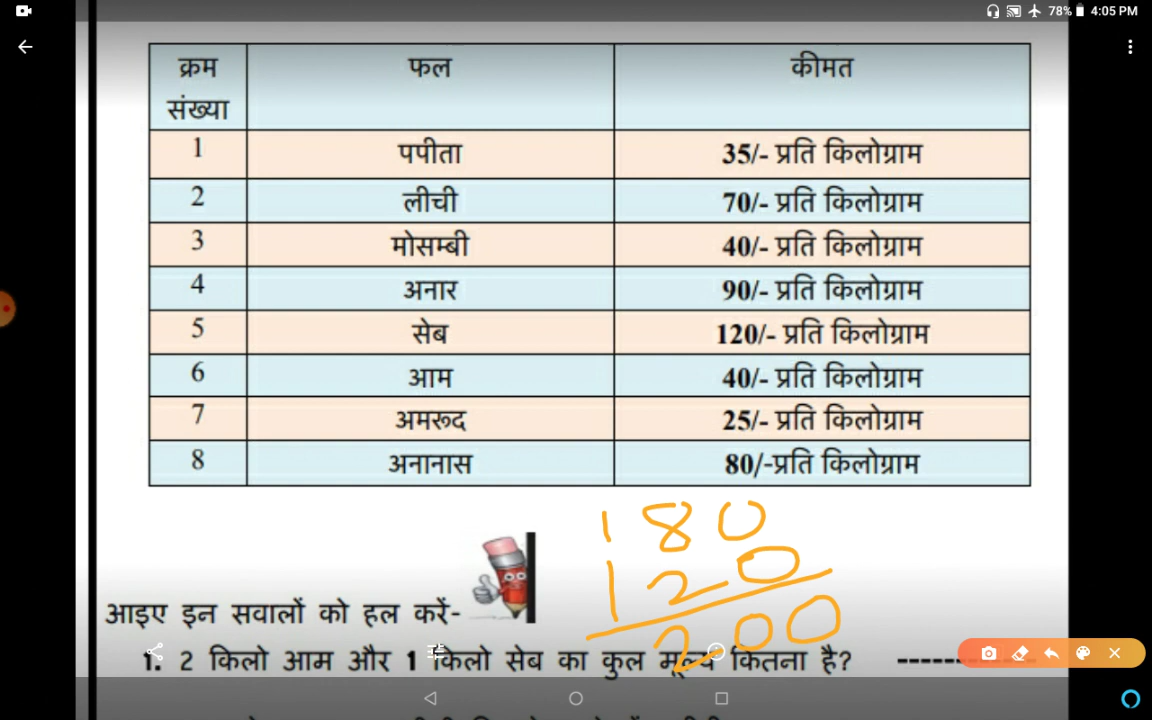 78% 4:05 PM
क्रम संख्या फल कीमत
1 पपीता 35/- प्रति किलोग्राम
2 लीची 70/- प्रति किलोग्राम
3 मोसम्बी 40/- प्रति किलोग्राम
4 अनार 90/- प्रति किलोग्राम
5 सेब 120/- प्रति किलोग्राम
6 आम 40/- प्रति किलोग्राम
7 अमरूद 25/- प्रति किलोग्राम
8 अनानास 80/-प्रति किलोग्राम
180
120
200
आइए इन सवालों को हल करें-
1. 2 किलो आम और 1 किलो सेब का कुल मूल्य कितना है? ----------